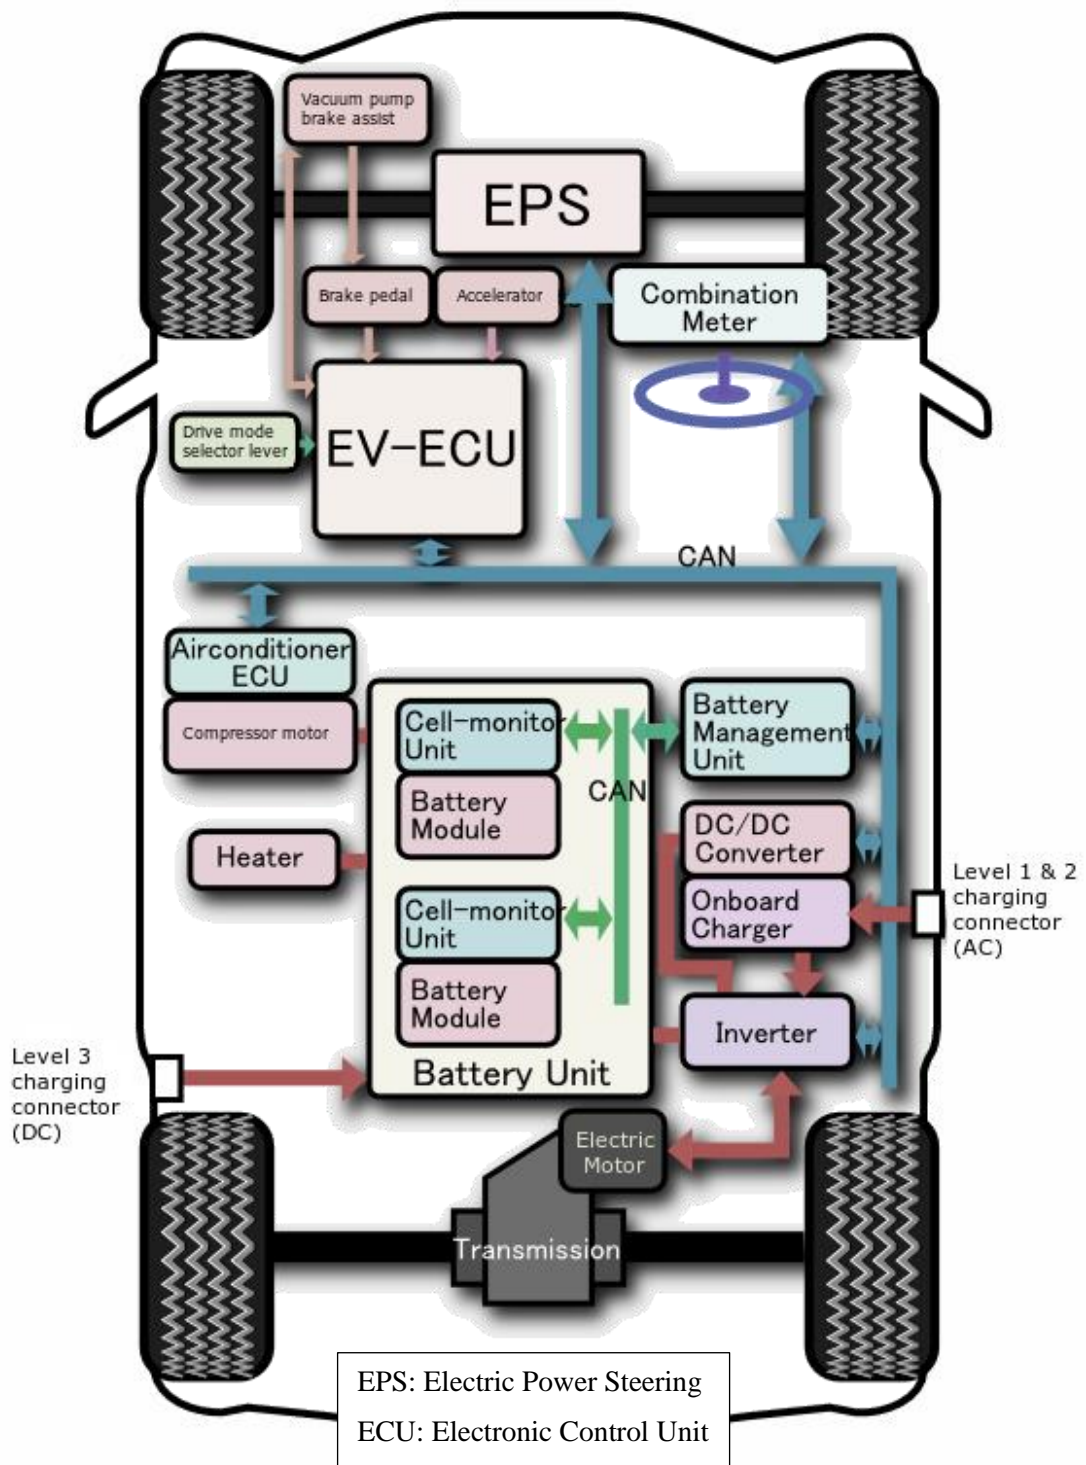 Vacuum pump
brake assist
EPS
Brake pedal
Accelerator
Combination
Meter
Drive mode
selector lever
EV-ECU
CAN
Airconditioner
ECU
Compressor motor
Cell-monitor
Unit
Battery
Management
Unit
CAN
Battery
Module
DC/DC
Converter
Heater
Level 1 & 2
charging
connector
(AC)
Onboard
Charger
Cell-monitor
Unit
Battery
Module
Inverter
Level 3
charging
connector
(DC)
Battery Unit
Electric
Motor
Transmission
EPS: Electric Power Steering
ECU: Electronic Control Unit